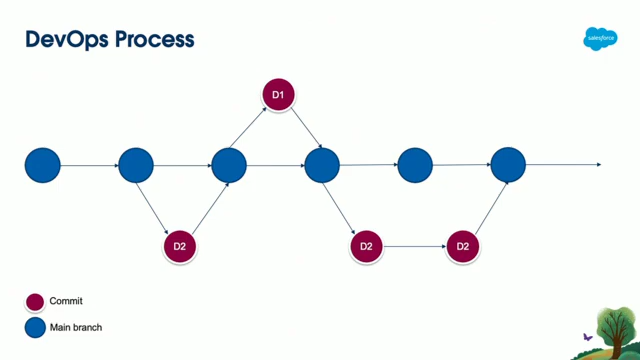 DevOps Process
salesforce
D1
D2
D2
D2
Commit
Main branch